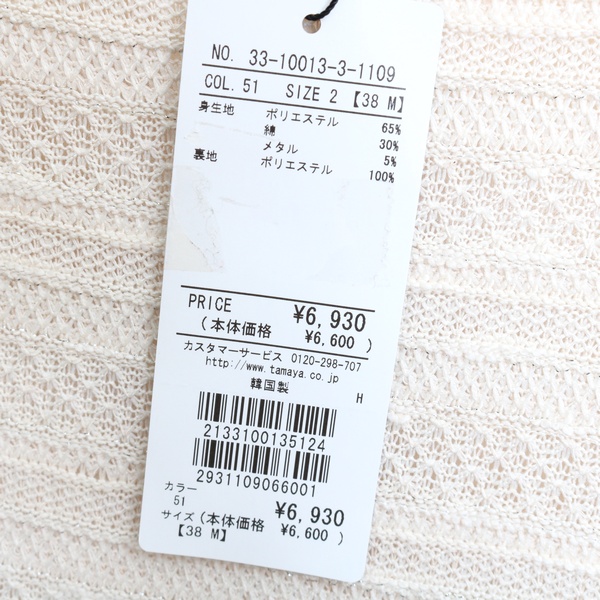 NO. 33-10013-3-1109
COL. 51 SIZE 2 【38 M】
身生地 ポリエステル 65%
綿 30%
メタル 5%
裏地 ポリエステル 100%
PRICE ¥6,930
(本体価格 ¥6,600 )
カスタマーサービス 0120-298-707
http://www.tamaya.co.jp
韓国製 H
2133100135124
2931109066001
カラー
51 ¥6,930
サイズ (本体価格 ¥6,600 )
【38 M】